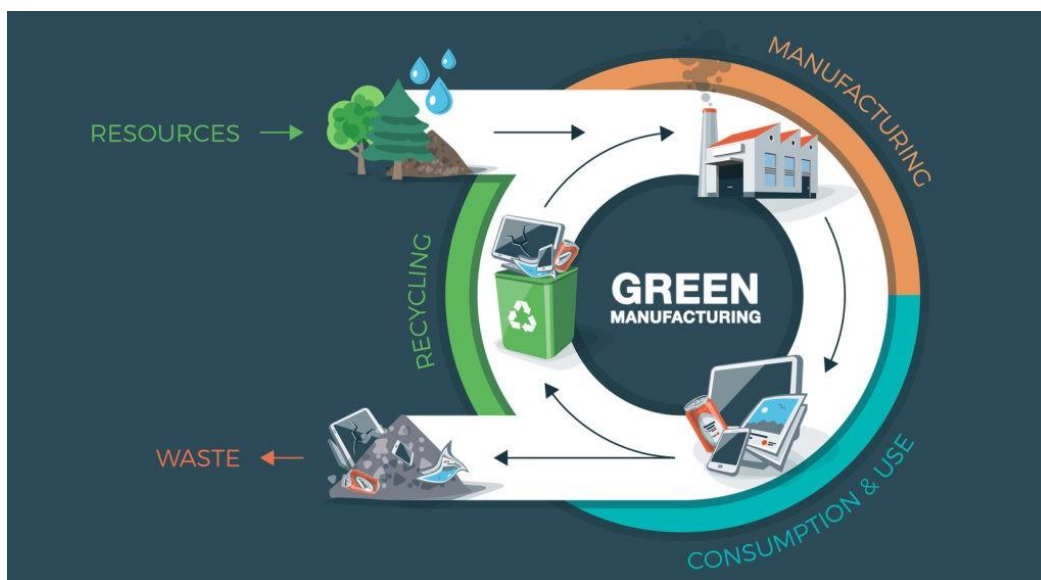 MANUFACTURING
RESOURCES
RECYCLING
GREEN
MANUFACTURING
WASTE
CONSUMPTION & USE